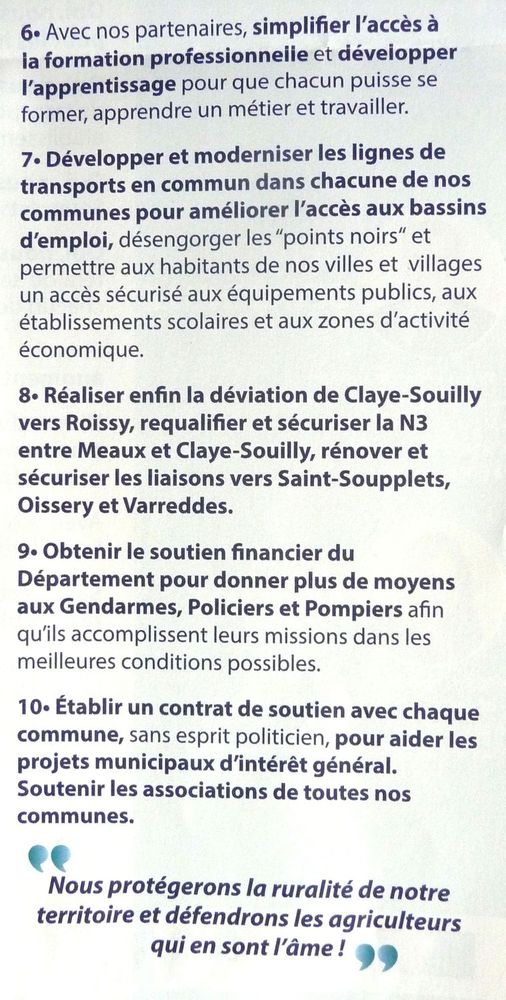 6• Avec nos partenaires, simplifier l’accès à
la formation professionnelle et développer
l’apprentissage pour que chacun puisse se
former, apprendre un métier et travailler.
7• Développer et moderniser les lignes de
transports en commun dans chacune de nos
communes pour améliorer l’accès aux bassins
d’emploi, désengorger les “points noirs“ et
permettre aux habitants de nos villes et villages
un accès sécurisé aux équipements publics, aux
établissements scolaires et aux zones d’activité
économique.
8• Réaliser enfin la déviation de Claye-Souilly
vers Roissy, requalifier et sécuriser la N3
entre Meaux et Claye-Souilly, rénover et
sécuriser les liaisons vers Saint-Soupplets,
Oissery et Varreddes.
9• Obtenir le soutien financier du
Département pour donner plus de moyens
aux Gendarmes, Policiers et Pompiers afin
qu’ils accomplissent leurs missions dans les
meilleures conditions possibles.
10• Établir un contrat de soutien avec chaque
commune, sans esprit politicien, pour aider les
projets municipaux d’intérêt général.
Soutenir les associations de toutes nos
communes.
“
Nous protégerons la ruralité de notre
territoire et défendrons les agriculteurs
qui en sont l’âme ! ”